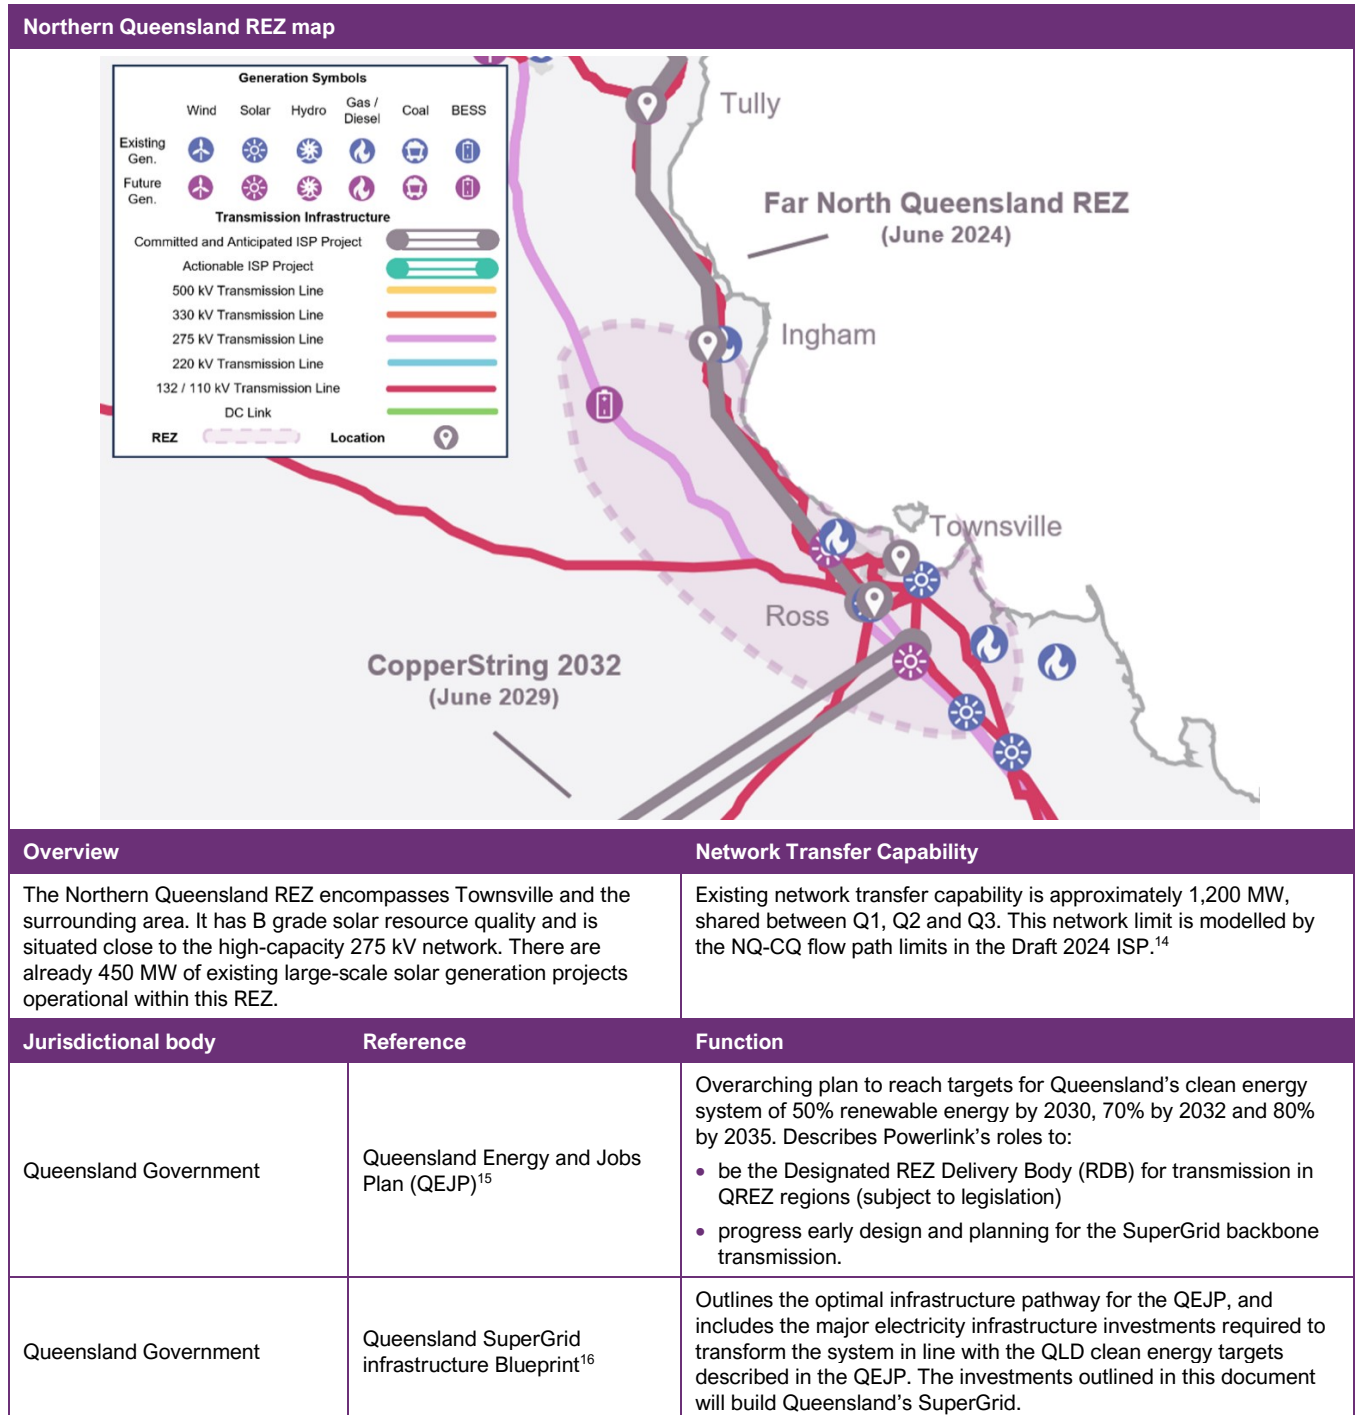 Northern Queensland REZ map
Generation Symbols
Wind Solar Hydro Gas / Diesel Coal BESS
Existing Gen.
Future Gen.
Transmission Infrastructure
Committed and Anticipated ISP Project
Actionable ISP Project
500 kV Transmission Line
330 kV Transmission Line
275 kV Transmission Line
220 kV Transmission Line
132 / 110 kV Transmission Line
DC Link
REZ Location
Tully
Far North Queensland REZ
(June 2024)
Ingham
Townsville
Ross
CopperString 2032
(June 2029)
Overview
The Northern Queensland REZ encompasses Townsville and the
surrounding area. It has B grade solar resource quality and is
situated close to the high-capacity 275 kV network. There are
already 450 MW of existing large-scale solar generation projects
operational within this REZ.
Network Transfer Capability
Existing network transfer capability is approximately 1,200 MW,
shared between Q1, Q2 and Q3. This network limit is modelled by
the NQ-CQ flow path limits in the Draft 2024 ISP.14
Jurisdictional body Reference Function
Queensland Government
Queensland Energy and Jobs
Plan (QEJP)15
Overarching plan to reach targets for Queensland's clean energy
system of 50% renewable energy by 2030, 70% by 2032 and 80%
by 2035. Describes Powerlink's roles to:
• be the Designated REZ Delivery Body (RDB) for transmission in
QREZ regions (subject to legislation)
• progress early design and planning for the SuperGrid backbone
transmission.
Queensland Government
Queensland SuperGrid
infrastructure Blueprint16
Outlines the optimal infrastructure pathway for the QEJP, and
includes the major electricity infrastructure investments required to
transform the system in line with the QLD clean energy targets
described in the QEJP. The investments outlined in this document
will build Queensland's SuperGrid.